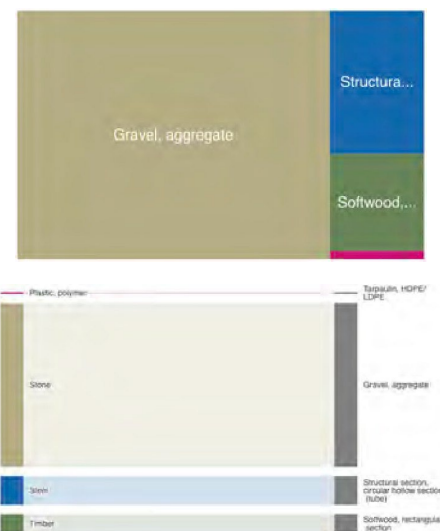 Structura...
Gravel, aggregate
Softwood,...
Plastic, polymer
Tarpaulin, HDPE/
LDPE
Stone
Gravel, aggregate
Steel
Structural section,
circular hollow section
(tube)
Timber
Softwood, rectangula
section